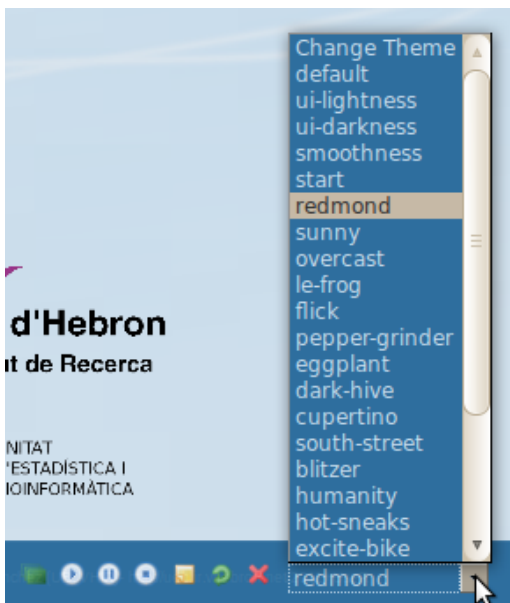 Change Theme
default
ui-lightness
ui-darkness
smoothness
start
redmond
sunny
overcast
le-frog
flick
pepper-grinder
eggplant
dark-hive
cupertino
south-street
blitzer
humanity
hot-sneaks
excite-bike
redmond
d'Hebron
ut de Recerca
NITAT
'ESTADÍSTICA I
IOINFORMÀTICA